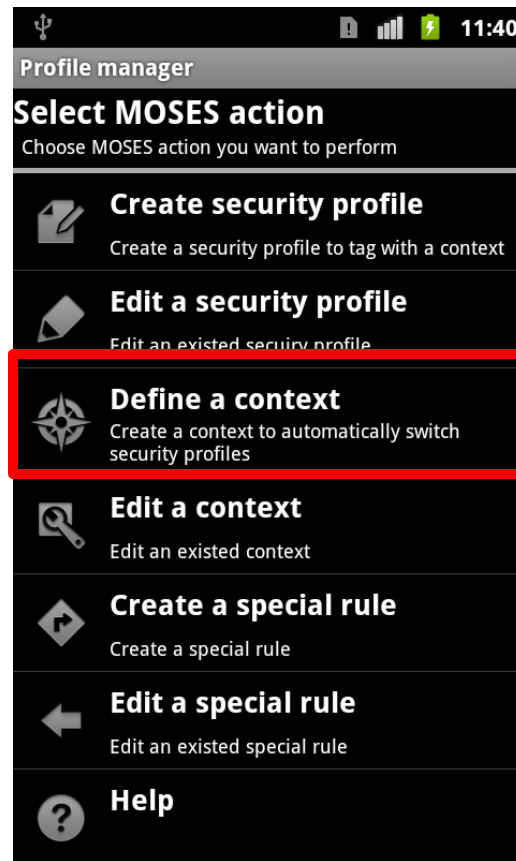 11:40
Profile manager
Select MOSES action
Choose MOSES action you want to perform
Create security profile
Create a security profile to tag with a context
Edit a security profile
Edit an existed secuiry profile
Define a context
Create a context to automatically switch
security profiles
Edit a context
Edit an existed context
Create a special rule
Create a special rule
Edit a special rule
Edit an existed special rule
Help